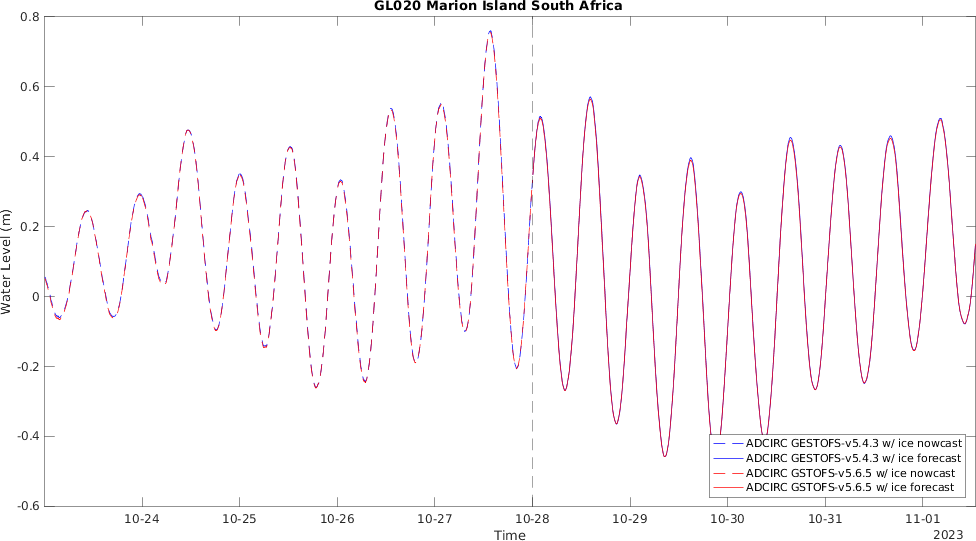 GL020 Marion Island South Africa
0.8
0.6
0.4
0.2
0
-0.2
-0.4
-0.6
Water Level (m)
ADCIRC GESTOFS-v5.4.3 w/ ice nowcast
ADCIRC GESTOFS-v5.4.3 w/ ice forecast
ADCIRC GSTOFS-v5.6.5 w/ ice nowcast
ADCIRC GSTOFS-v5.6.5 w/ ice forecast
10-24 10-25 10-26 10-27 10-28 10-29 10-30 10-31 11-01
Time
2023